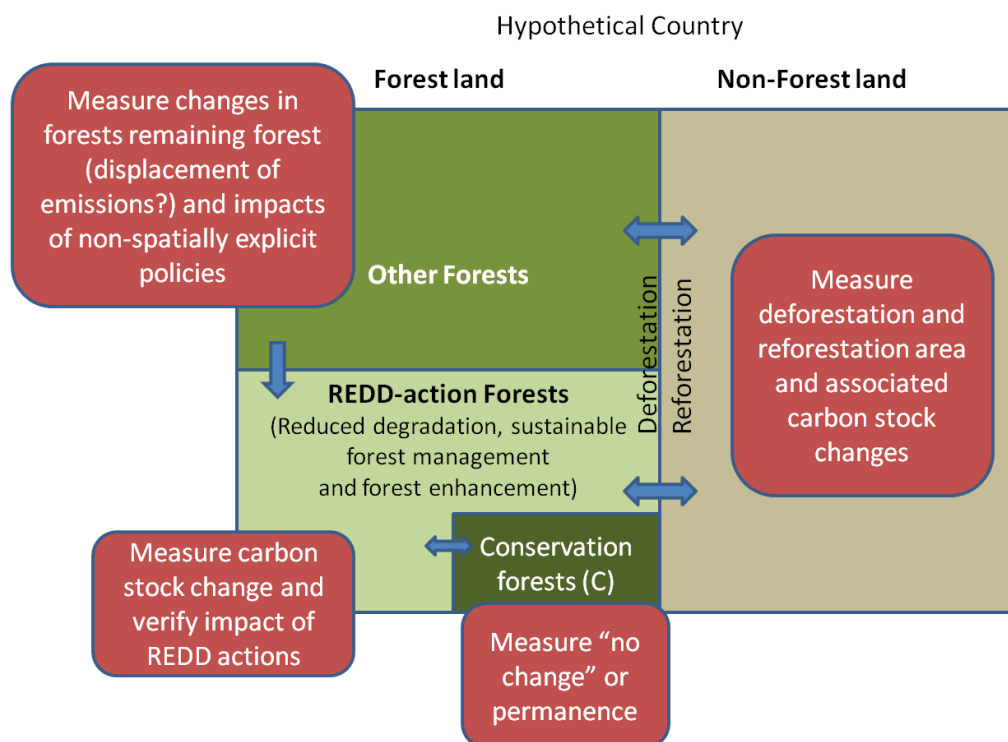 Hypothetical Country
Forest land
Non-Forest land
Measure changes in
forests remaining forest
(displacement of
emissions?) and impacts
of non-spatially explicit
policies
Other Forests
Deforestation
Reforestation
Measure
deforestation and
reforestation area
and associated
carbon stock
changes
REDD-action Forests
(Reduced degradation, sustainable
forest management
and forest enhancement)
Measure carbon
stock change and
verify impact of
REDD actions
Conservation
forests (C)
Measure “no
change” or
permanence